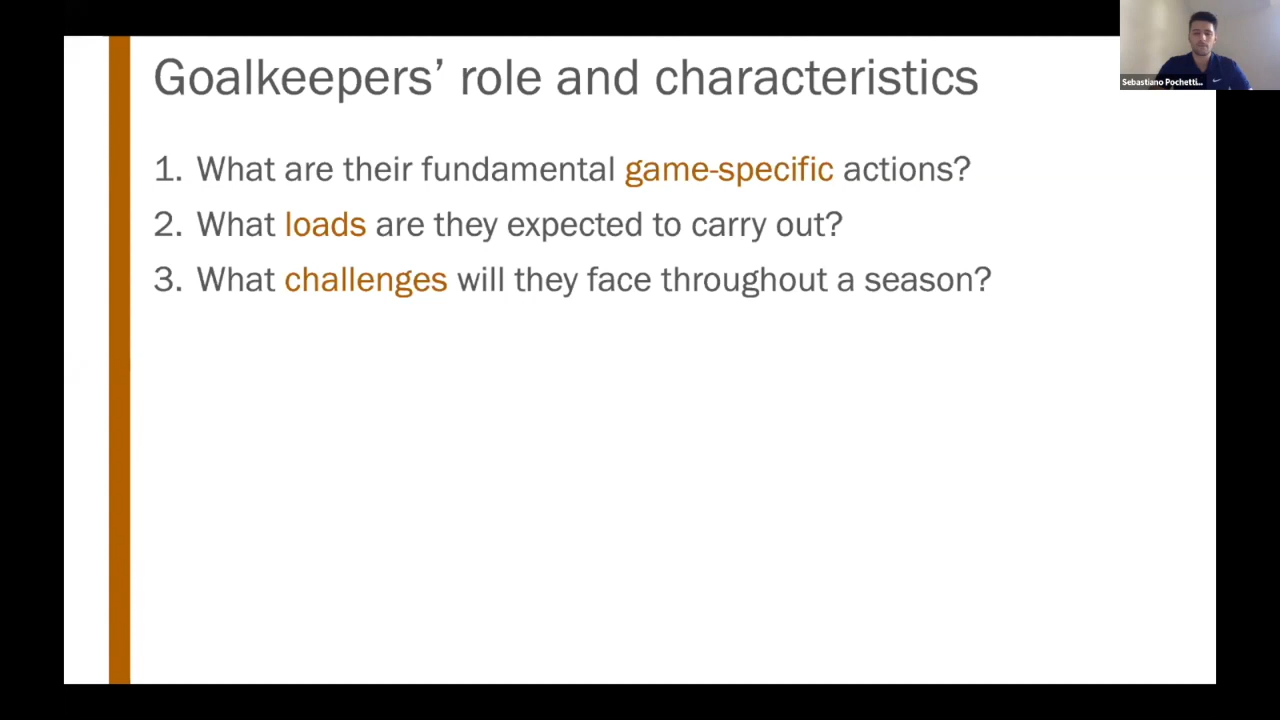 Goalkeepers’ role and characteristics
Sebastiano Pochetti...
1. What are their fundamental game-specific actions?
2. What loads are they expected to carry out?
3. What challenges will they face throughout a season?